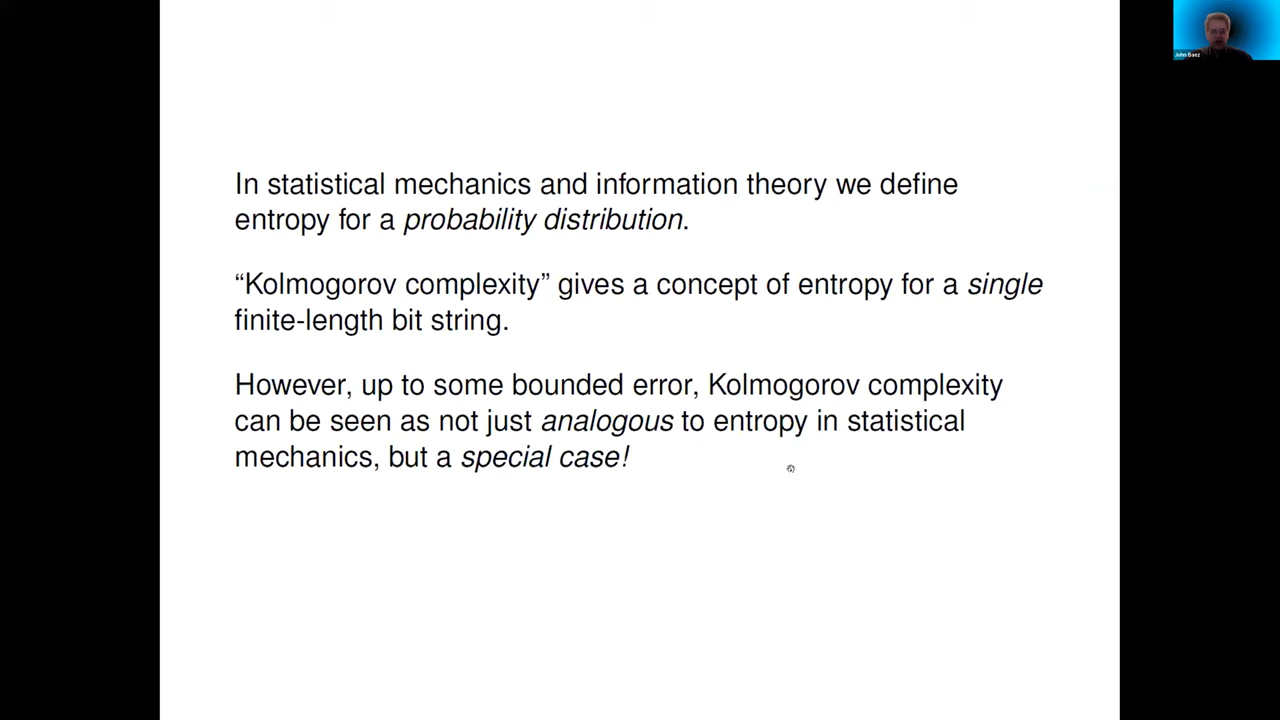 John Baez
In statistical mechanics and information theory we define
entropy for a probability distribution.
“Kolmogorov complexity” gives a concept of entropy for a single
finite-length bit string.
However, up to some bounded error, Kolmogorov complexity
can be seen as not just analogous to entropy in statistical
mechanics, but a special case!